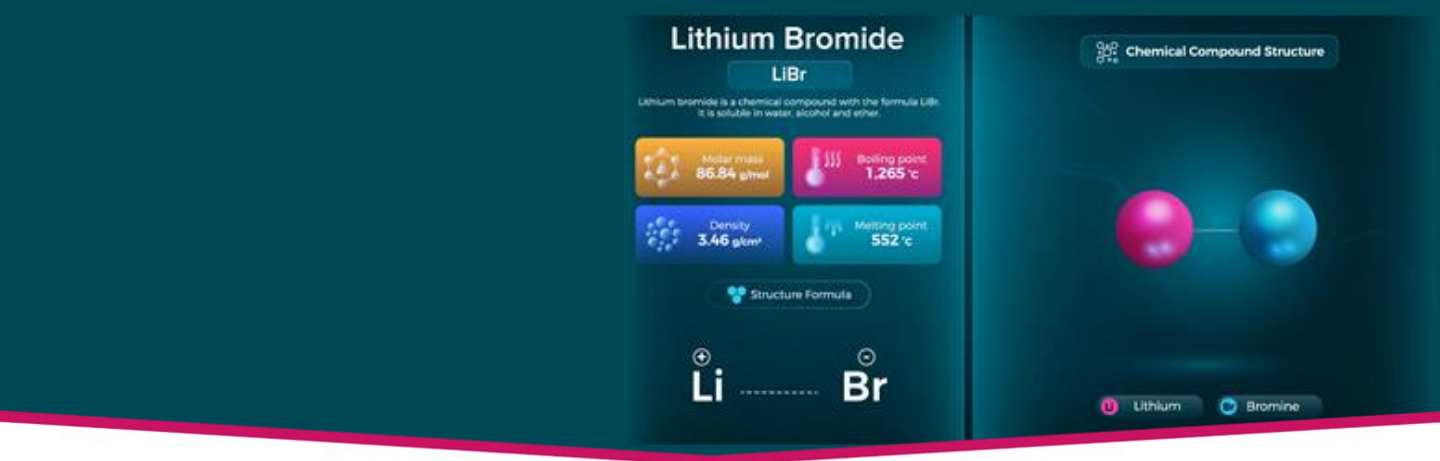 Lithium Bromide
LiBr
Lithium bromide is a chemical compound with the formula LiBr.
It is soluble in water, alcohol and ether.
Molar mass
86.84 g/mol
Boiling point
1,265 °c
Density
3.46 g/cm³
Melting point
552 °c
Structure Formula
+ -
Li Br
Chemical Compound Structure
Li Lithium
Bromine